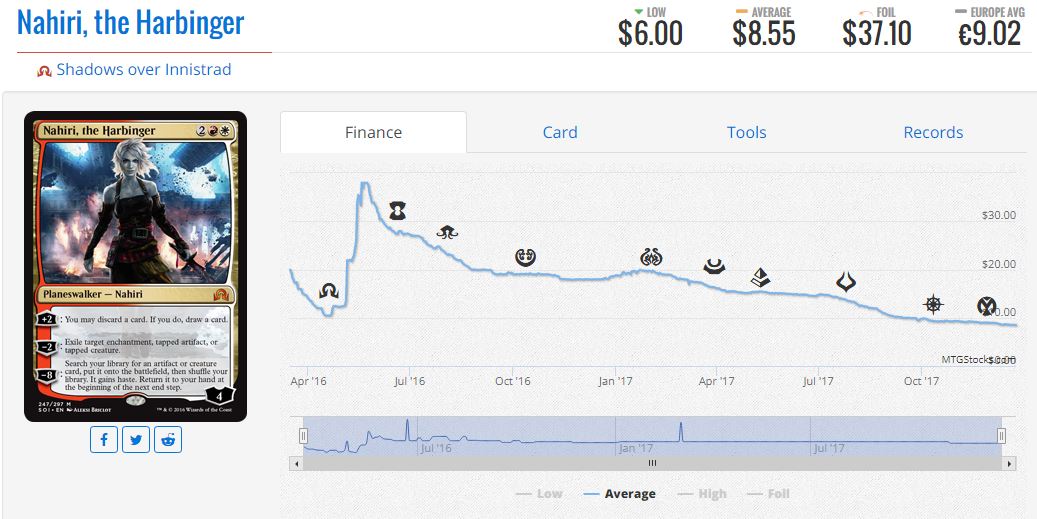 Nahiri, the Harbinger
LOW
$6.00
AVERAGE
$8.55
FOIL
$37.10
EUROPE AVG
€9.02
Shadows over Innistrad
Nahiri, the Harbinger 2
Planeswalker — Nahiri
+2 : You may discard a card. If you do, draw a card.
−2 : Exile target enchantment, tapped artifact, or
tapped creature.
−8 : Search your library for an artifact or creature
card, put it onto the battlefield, then shuffle your
library. It gains haste. Return it to your hand at
the beginning of the next end step.
4
247/297 M
SOI • EN ALEKSI BRICLOT
™ & © 2016 Wizards of the Coast
Finance
Card
Tools
Records
$30.00
$20.00
0.00
MTGStocks.com
$0.00
Apr '16
Jul '16
Oct '16
Jan '17
Apr '17
Jul '17
Oct '17
Jul '16
Jan '17
Jul '17
Low
Average
High
Foil